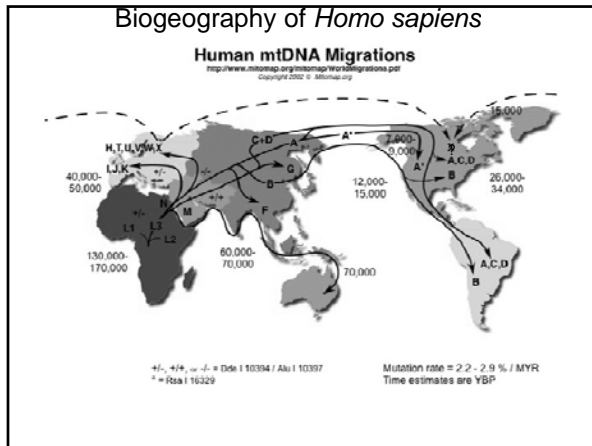 Biogeography of Homo sapiens
Human mtDNA Migrations
http://www.mitomap.org/mitomap/WorldMigrations.pdf
Copyright 2002 © Mitomap.org
15,000
H,T,U,V,W,X
C+D
A
A*
7,000-
9,000
X
A,C,D
I,J,K
+/-
-/-
G
A*
B
40,000-
50,000
B
12,000-
15,000
26,000-
34,000
N
M
+/+
F
+/-
L3
L1
L2
130,000-
170,000
60,000-
70,000
70,000
A,C,D
B
+/-, +/+, or -/- = Dde I 10394 / Alu I 10397
* = Rsa I 16329
Mutation rate = 2.2 - 2.9 % / MYR
Time estimates are YBP